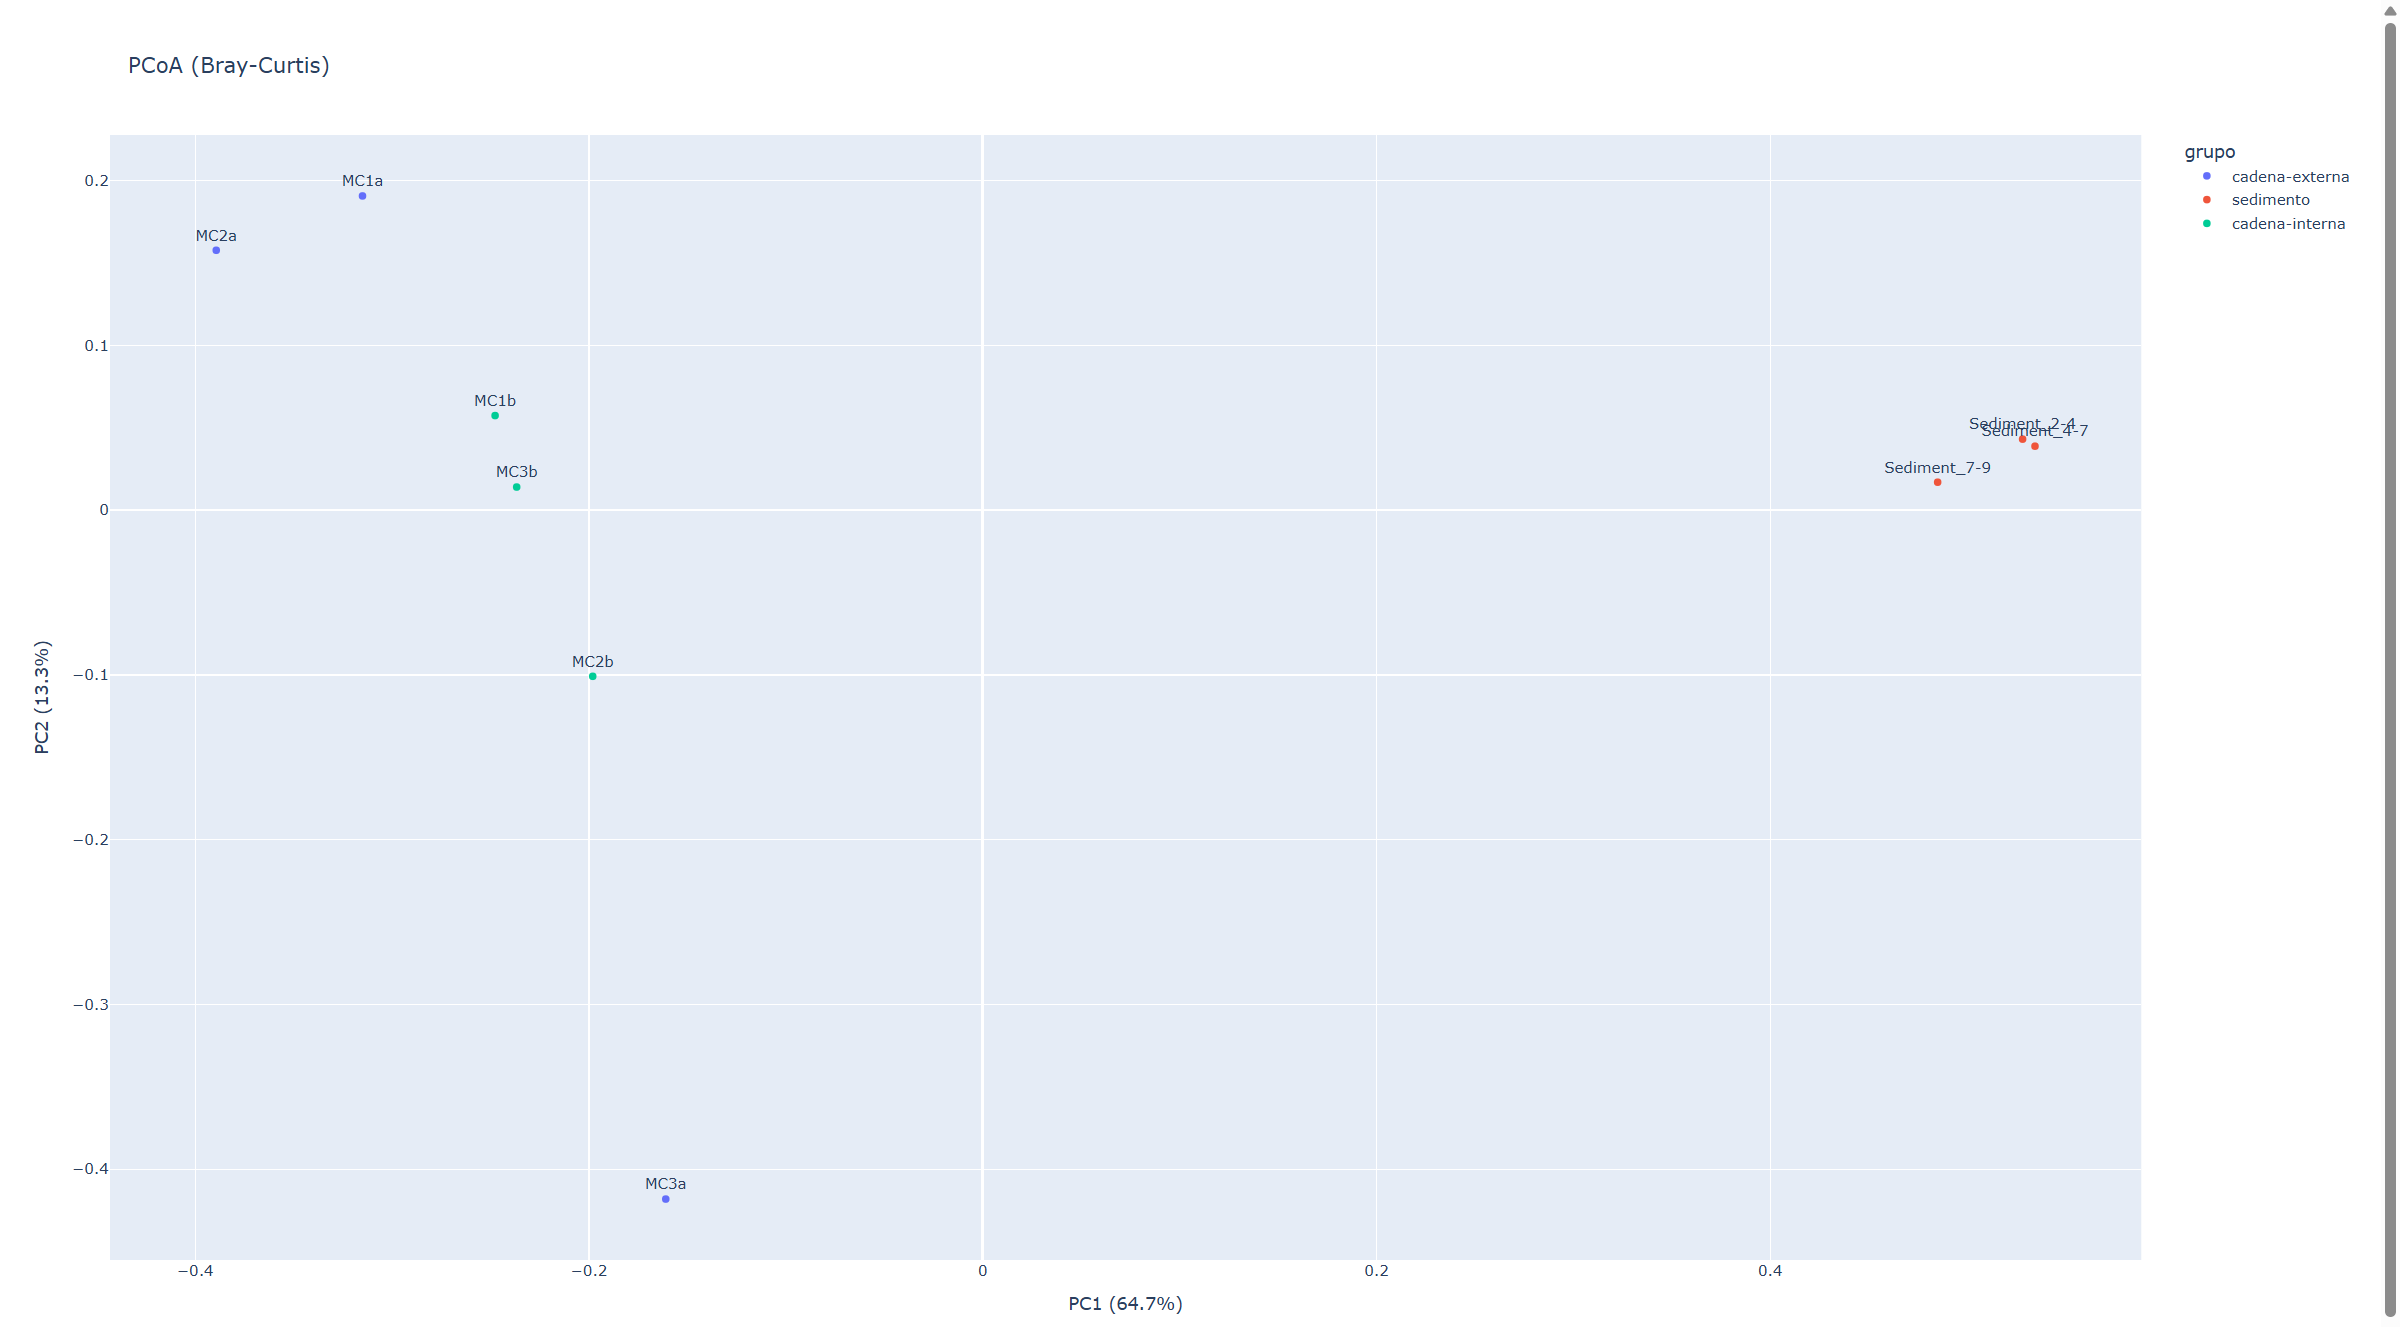 PCoA (Bray-Curtis)
grupo
cadena-externa
sedimento
cadena-interna
MC1a
MC2a
MC1b
MC3b
MC2b
MC3a
Sediment_2-4
Sediment_4-7
Sediment_7-9
0.2
0.1
0
−0.1
−0.2
−0.3
−0.4
PC2 (13.3%)
−0.4
−0.2
0
0.2
0.4
PC1 (64.7%)